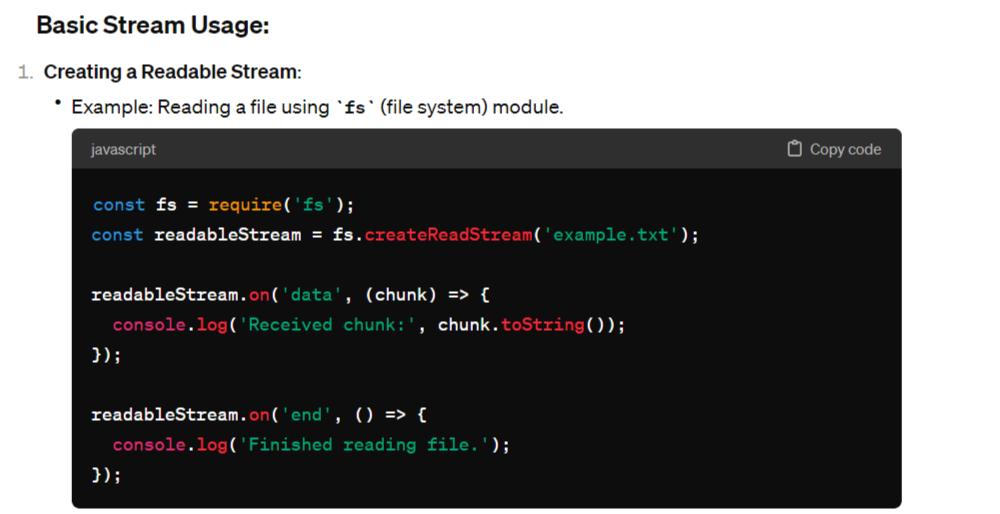 Basic Stream Usage:
1. Creating a Readable Stream:
• Example: Reading a file using `fs` (file system) module.
javascript Copy code
const fs = require('fs');
const readableStream = fs.createReadStream('example.txt');
readableStream.on('data', (chunk) => {
  console.log('Received chunk:', chunk.toString());
});
readableStream.on('end', () => {
  console.log('Finished reading file.');
});